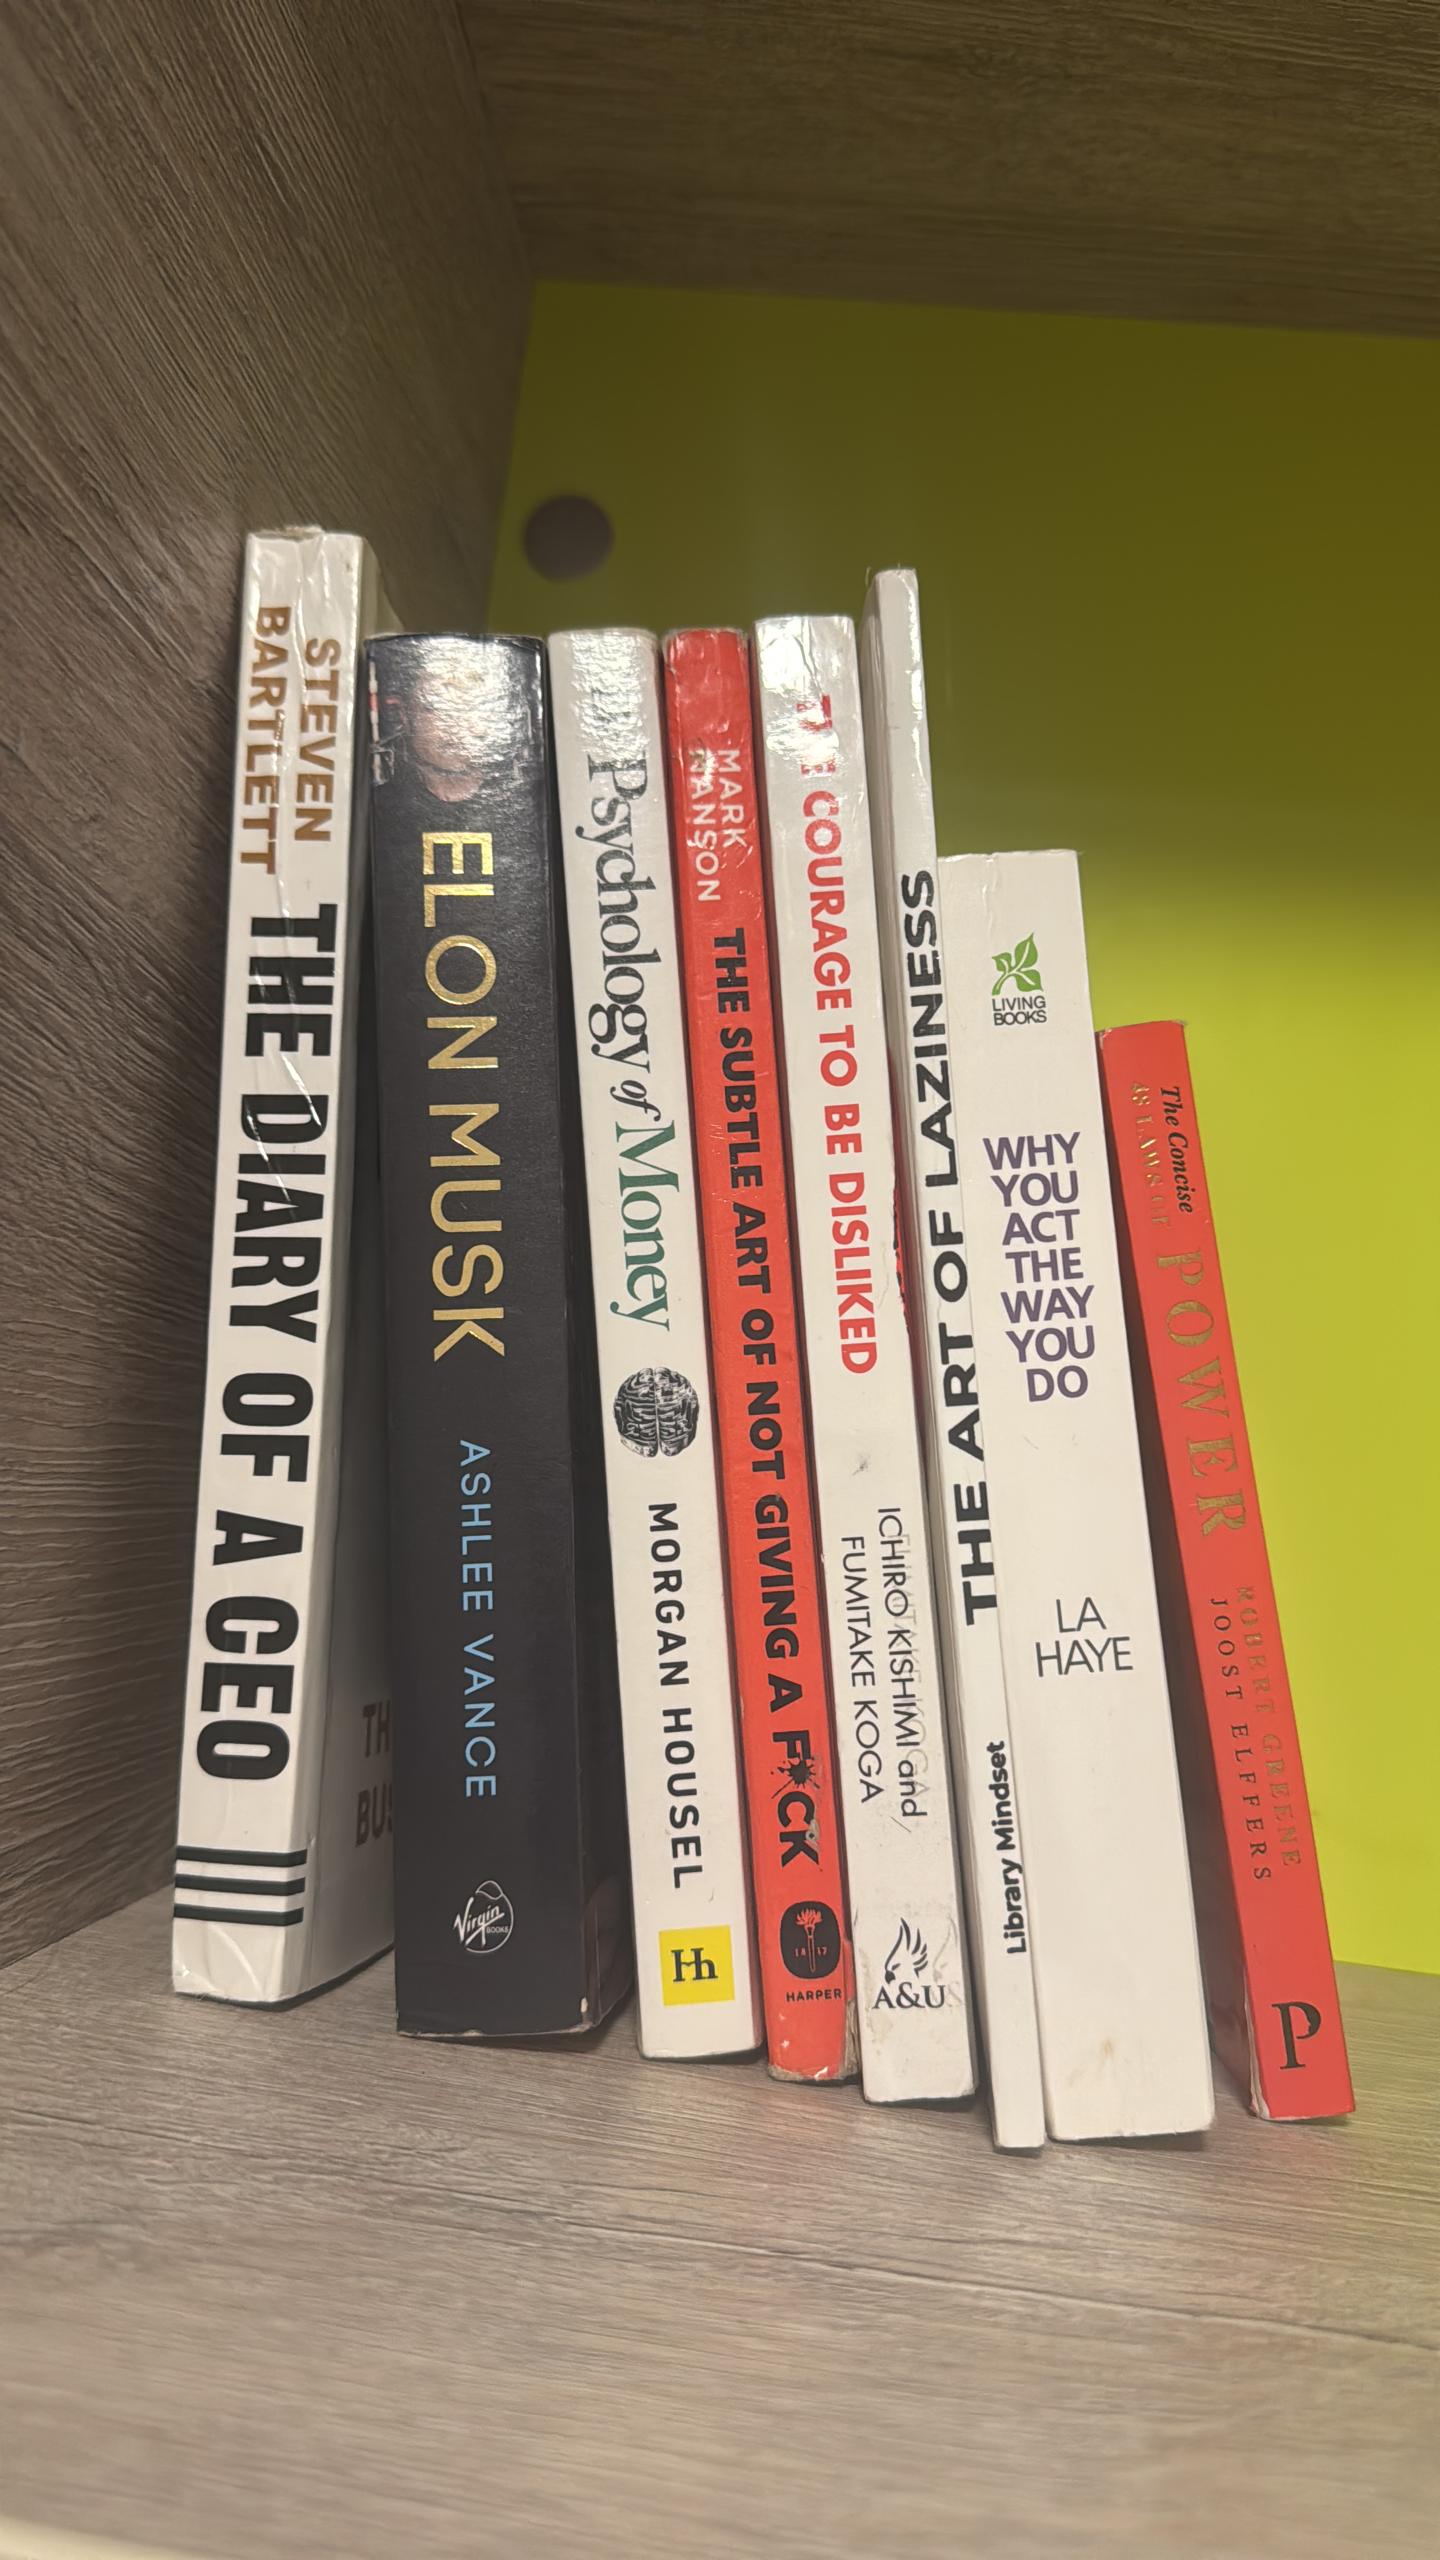 STEVEN
BARTLETT
THE DIARY OF A CEO
TH
BUS
ELON MUSK
ASHLEE VANCE
Virgin
BOOKS
Psychology of Money
MORGAN HOUSEL
Hh
MARK
MANSON
THE SUBTLE ART OF NOT GIVING A F*CK
1817
HARPER
THE COURAGE TO BE DISLIKED
ICHIRO KISHIMI and
FUMITAKE KOGA
A&U
THE ART OF LAZINESS
Library Mindset
LIVING
BOOKS
WHY
YOU
ACT
THE
WAY
YOU
DO
LA
HAYE
The Concise
48 LAWS OF
POWER
ROBERT GREENE
JOOST ELFFERS
P